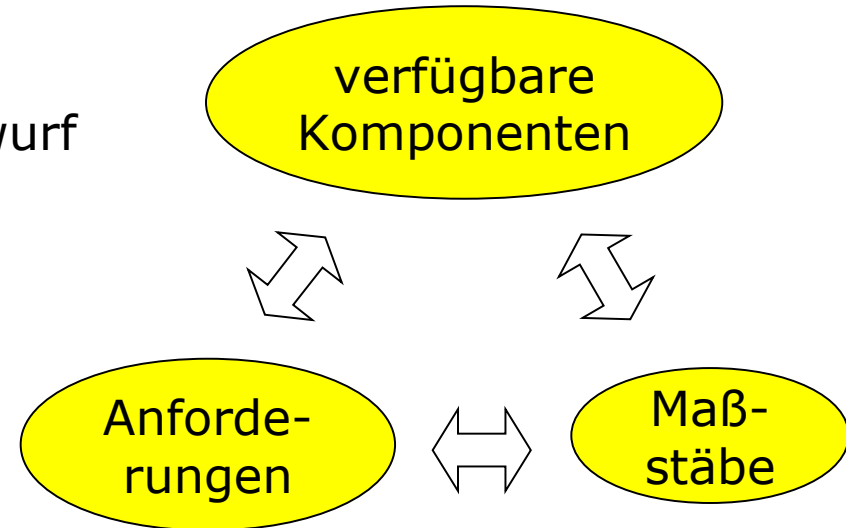 verfügbare
Komponenten
wurf
Anforde-
rungen
Maß-
stäbe